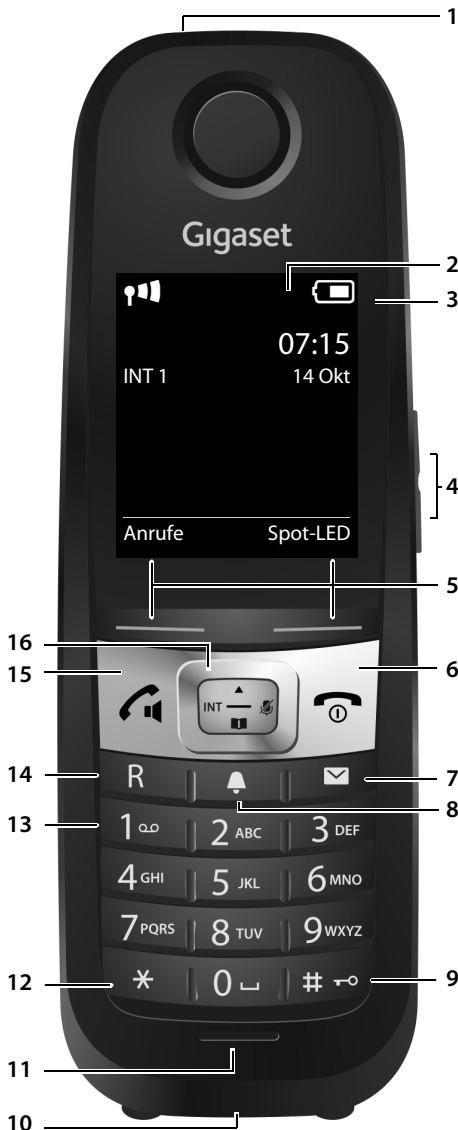 1
Gigaset
2
3
07:15
INT 1 14 Okt
4
Anrufe Spot-LED
5
16
15
6
INT
14
R
7
8
13
1 2 ABC 3 DEF
4 GHI 5 JKL 6 MNO
7 PQRS 8 TUV 9 WXYZ
12
* 0 #
9
11
10